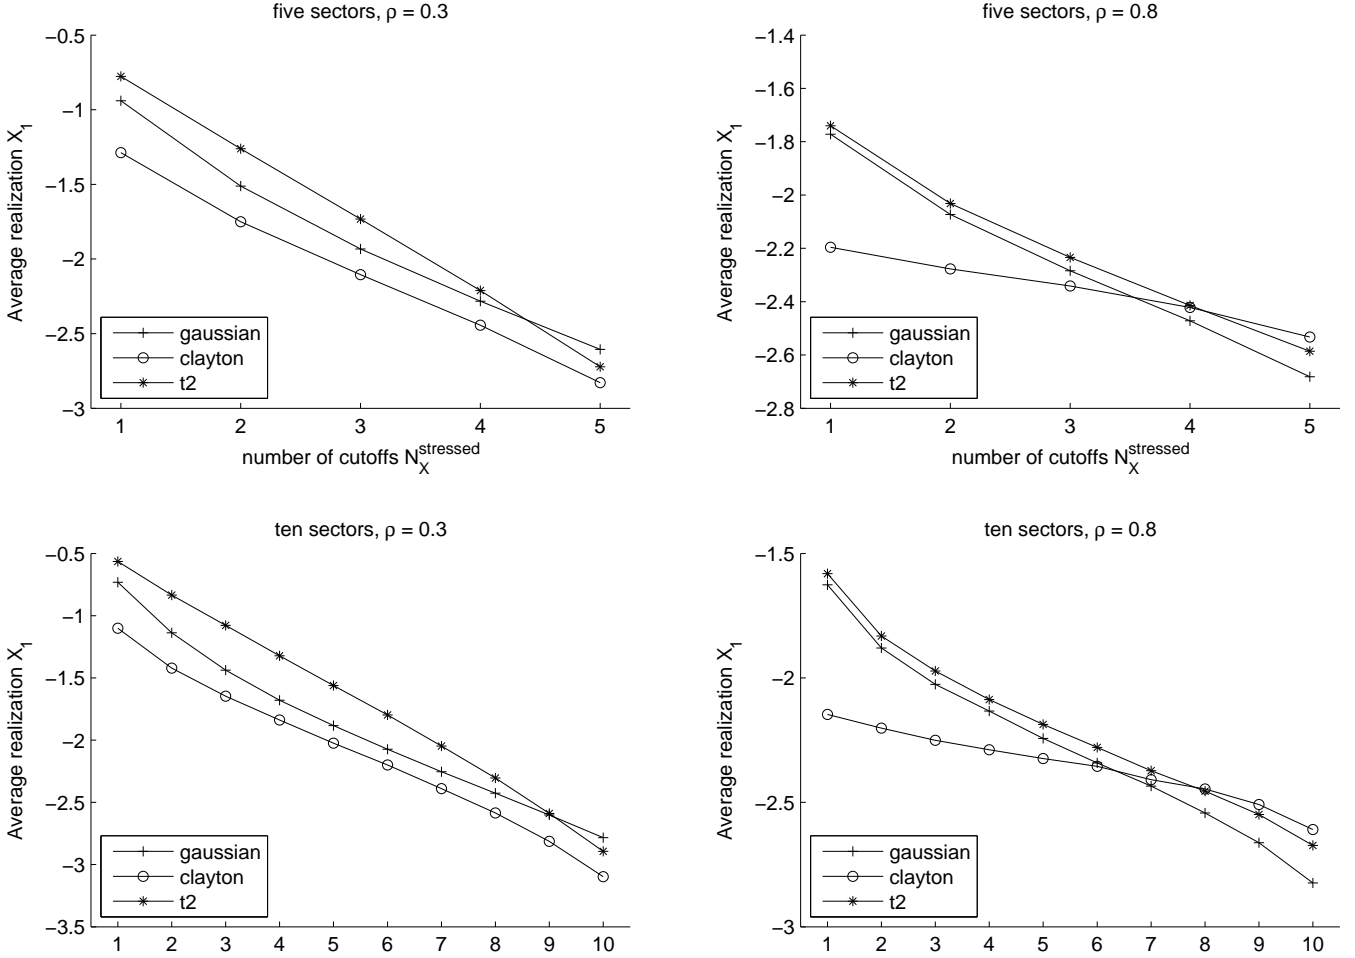 five sectors, ρ = 0.3
−0.5
−1
−1.5
−2
−2.5
−3
Average realization X_1
gaussian
clayton
t2
1 2 3 4 5
number of cutoffs N_X^stressed
five sectors, ρ = 0.8
−1.4
−1.6
−1.8
−2
−2.2
−2.4
−2.6
−2.8
Average realization X_1
gaussian
clayton
t2
1 2 3 4 5
number of cutoffs N_X^stressed
ten sectors, ρ = 0.3
−0.5
−1
−1.5
−2
−2.5
−3
−3.5
Average realization X_1
gaussian
clayton
t2
1 2 3 4 5 6 7 8 9 10
ten sectors, ρ = 0.8
−1.5
−2
−2.5
−3
Average realization X_1
gaussian
clayton
t2
1 2 3 4 5 6 7 8 9 10